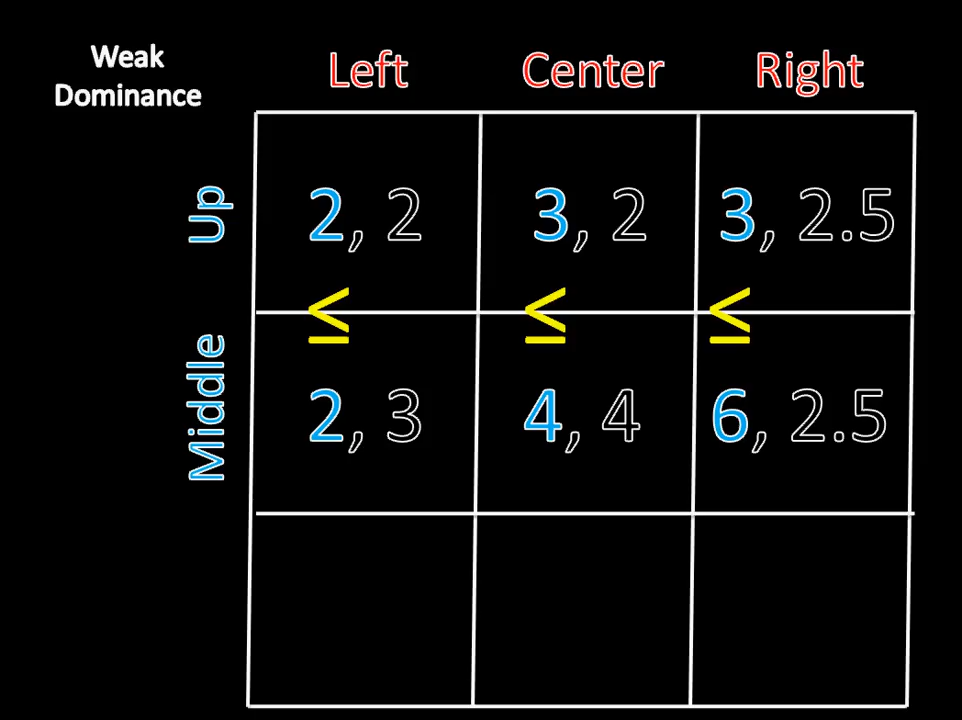 Weak
Dominance
Left Center Right
Up
2, 2 3, 2 3, 2.5
≤ ≤ ≤
Middle
2, 3 4, 4 6, 2.5